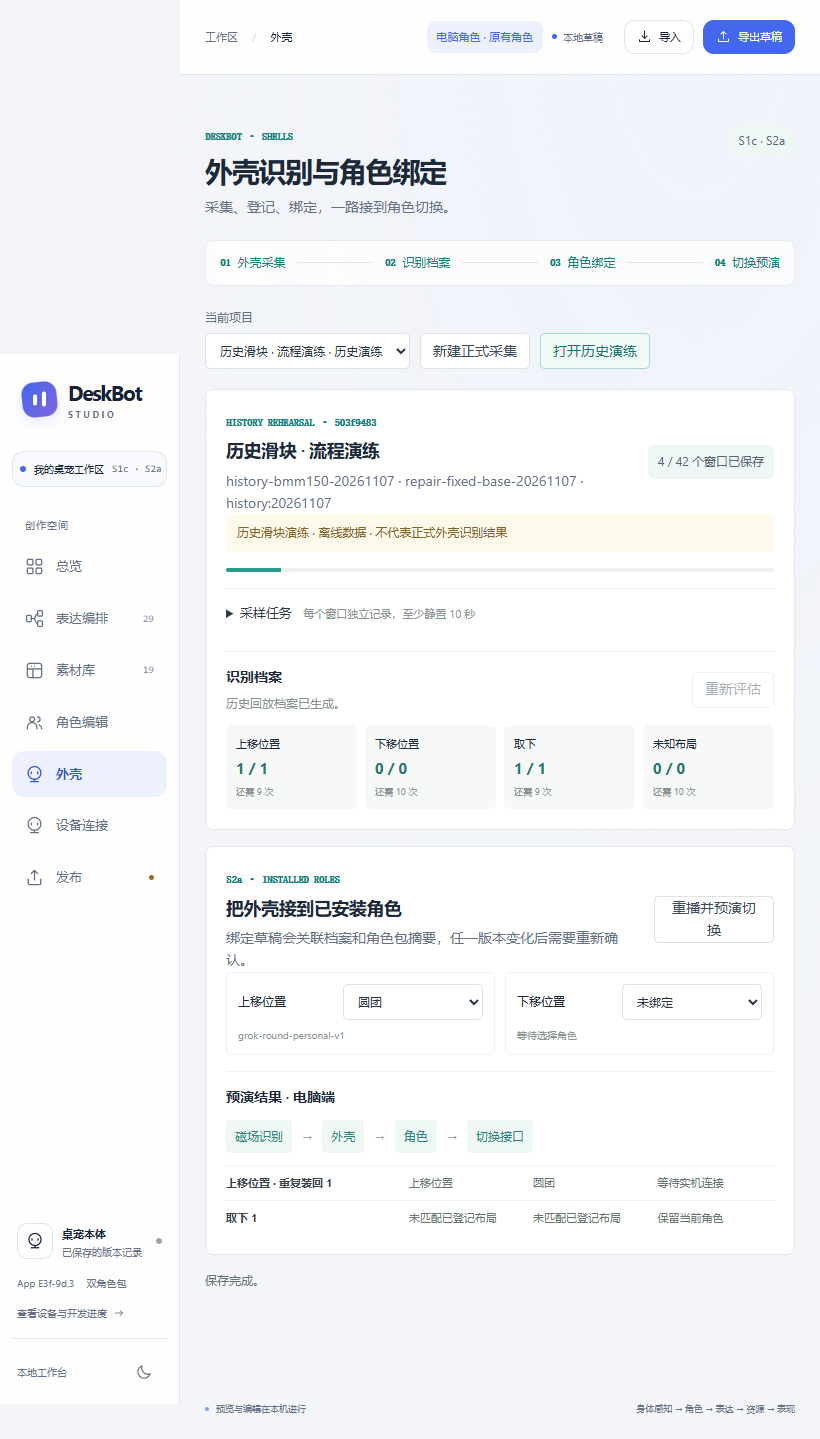 工作区 / 外壳
电脑角色 · 原有角色
本地草稿
导入
导出草稿
DESKBOT - SHELLS
外壳识别与角色绑定
采集、登记、绑定，一路接到角色切换。
S1c · S2a
01 外壳采集
02 识别档案
03 角色绑定
04 切换预演
当前项目
历史滑块 · 流程演练 · 历史演练
新建正式采集
打开历史演练
HISTORY REHEARSAL - 503f9483
历史滑块 · 流程演练
history-bmm150-20261107 · repair-fixed-base-20261107 ·
history:20261107
4 / 42 个窗口已保存
历史滑块演练 · 离线数据 · 不代表正式外壳识别结果
采样任务 每个窗口独立记录，至少静置 10 秒
识别档案
历史回放档案已生成。
重新评估
上移位置
1 / 1
还需 9 次
下移位置
0 / 0
还需 10 次
取下
1 / 1
还需 9 次
未知布局
0 / 0
还需 10 次
S2a - INSTALLED ROLES
把外壳接到已安装角色
绑定草稿会关联档案和角色包摘要，任一版本变化后需要重新确
认。
重播并预演切
换
上移位置
圆团
grok-round-personal-v1
下移位置
未绑定
等待选择角色
预演结果 · 电脑端
磁场识别 → 外壳 → 角色 → 切换接口
上移位置 · 重复装回 1 上移位置 圆团 等待实机连接
取下 1 未匹配已登记布局 未匹配已登记布局 保留当前角色
保存完成。
DeskBot
STUDIO
我的桌宠工作区 S1c · S2a
创作空间
总览
表达编排 29
素材库 19
角色编辑
外壳
设备连接
发布
桌宠本体
已保存的版本记录
App E3f-9d.3 双角色包
查看设备与开发进度 →
本地工作台
预览与编辑在本机进行
身体感知 → 角色 → 表达 → 资源 → 表现